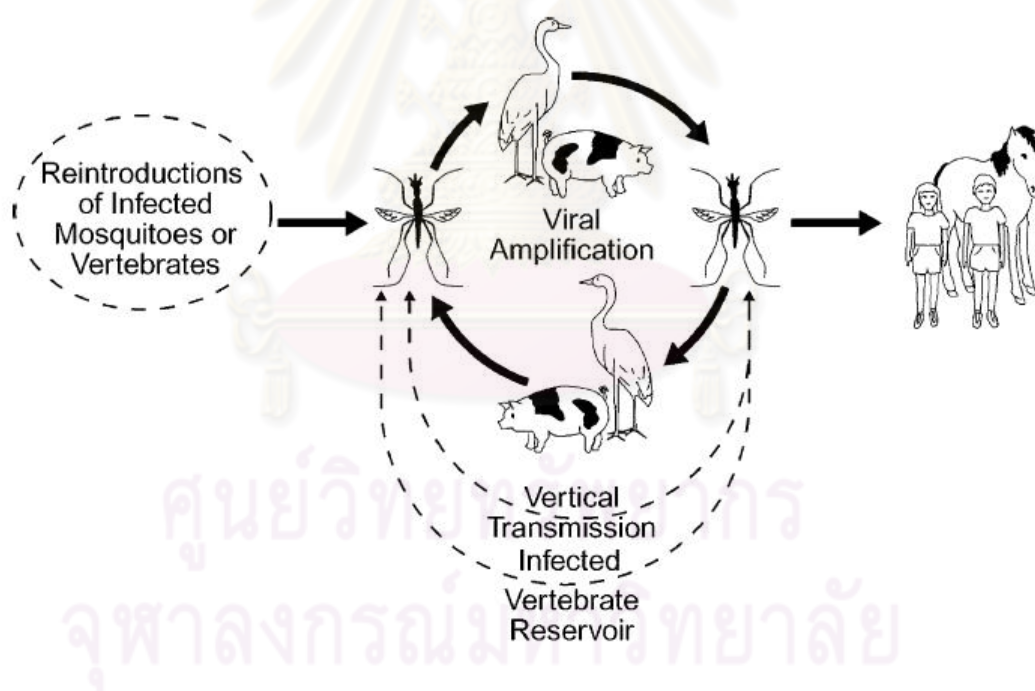 Reintroductions
of Infected
Mosquitoes or
Vertebrates
Viral
Amplification
Vertical
Transmission
Infected
Vertebrate
Reservoir
ศูนย์วิทยทรัพยากร
จุฬาลงกรณ์มหาวิทยาลัย